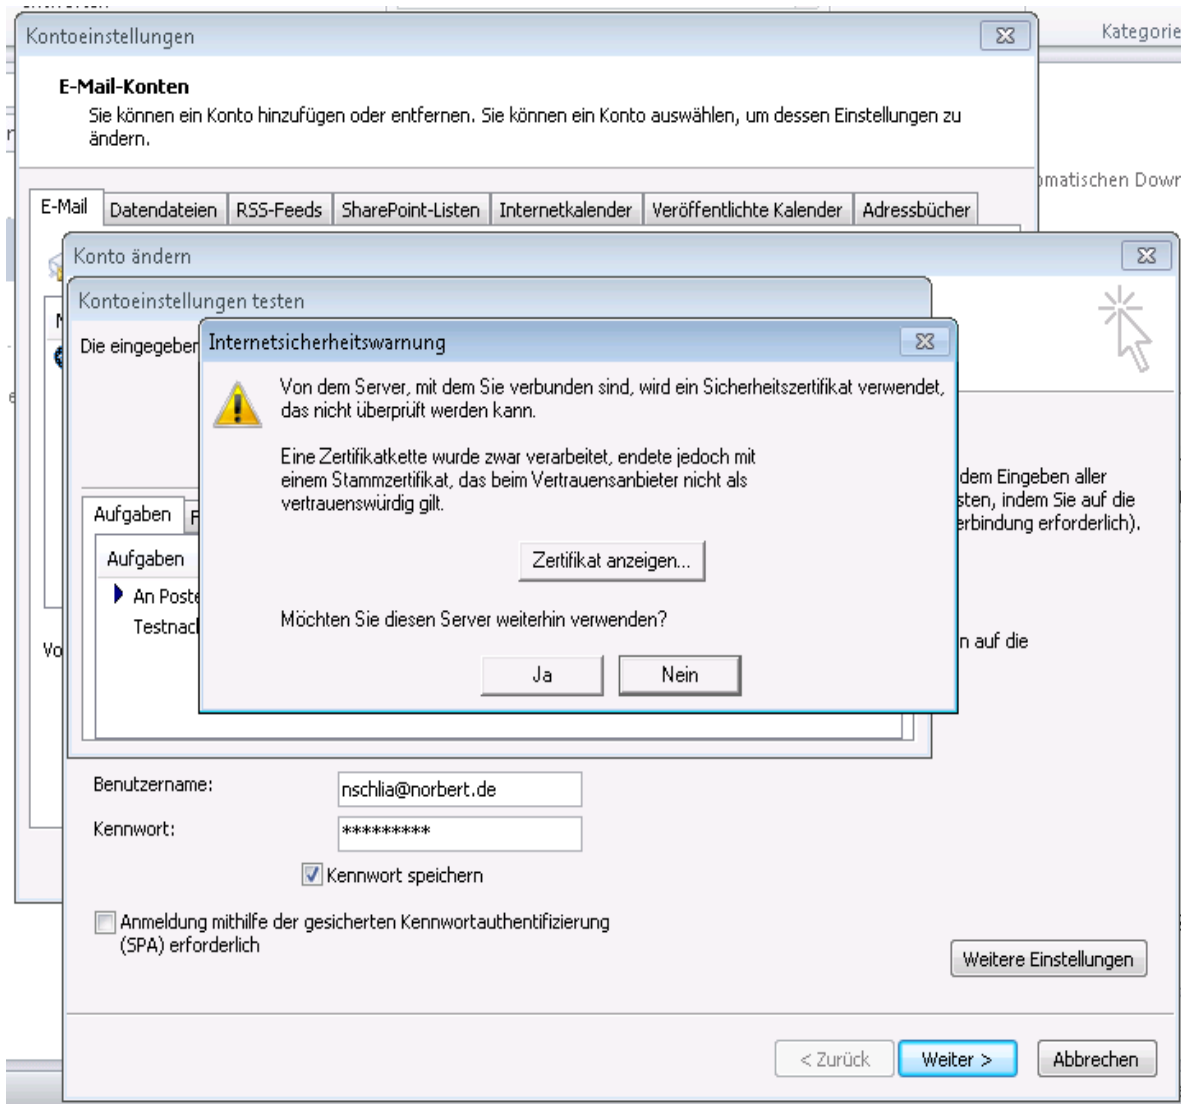 Kategorie
Kontoeinstellungen
E-Mail-Konten
Sie können ein Konto hinzufügen oder entfernen. Sie können ein Konto auswählen, um dessen Einstellungen zu
ändern.
omatischen Down
E-Mail Datendateien RSS-Feeds SharePoint-Listen Internetkalender Veröffentlichte Kalender Adressbücher
Konto ändern
Kontoeinstellungen testen
Die eingegeben
Internetsicherheitswarnung
Von dem Server, mit dem Sie verbunden sind, wird ein Sicherheitszertifikat verwendet,
das nicht überprüft werden kann.
Eine Zertifikatkette wurde zwar verarbeitet, endete jedoch mit
einem Stammzertifikat, das beim Vertrauensanbieter nicht als
vertrauenswürdig gilt.
dem Eingeben aller
sten, indem Sie auf die
erbindung erforderlich).
Aufgaben F
Aufgaben
Zertifikat anzeigen...
An Poste
Testnacl
Möchten Sie diesen Server weiterhin verwenden?
n auf die
Vo
Ja Nein
Benutzername: nschlia@norbert.de
Kennwort: *********
Kennwort speichern
Anmeldung mithilfe der gesicherten Kennwortauthentifizierung
(SPA) erforderlich
Weitere Einstellungen
< Zurück Weiter > Abbrechen